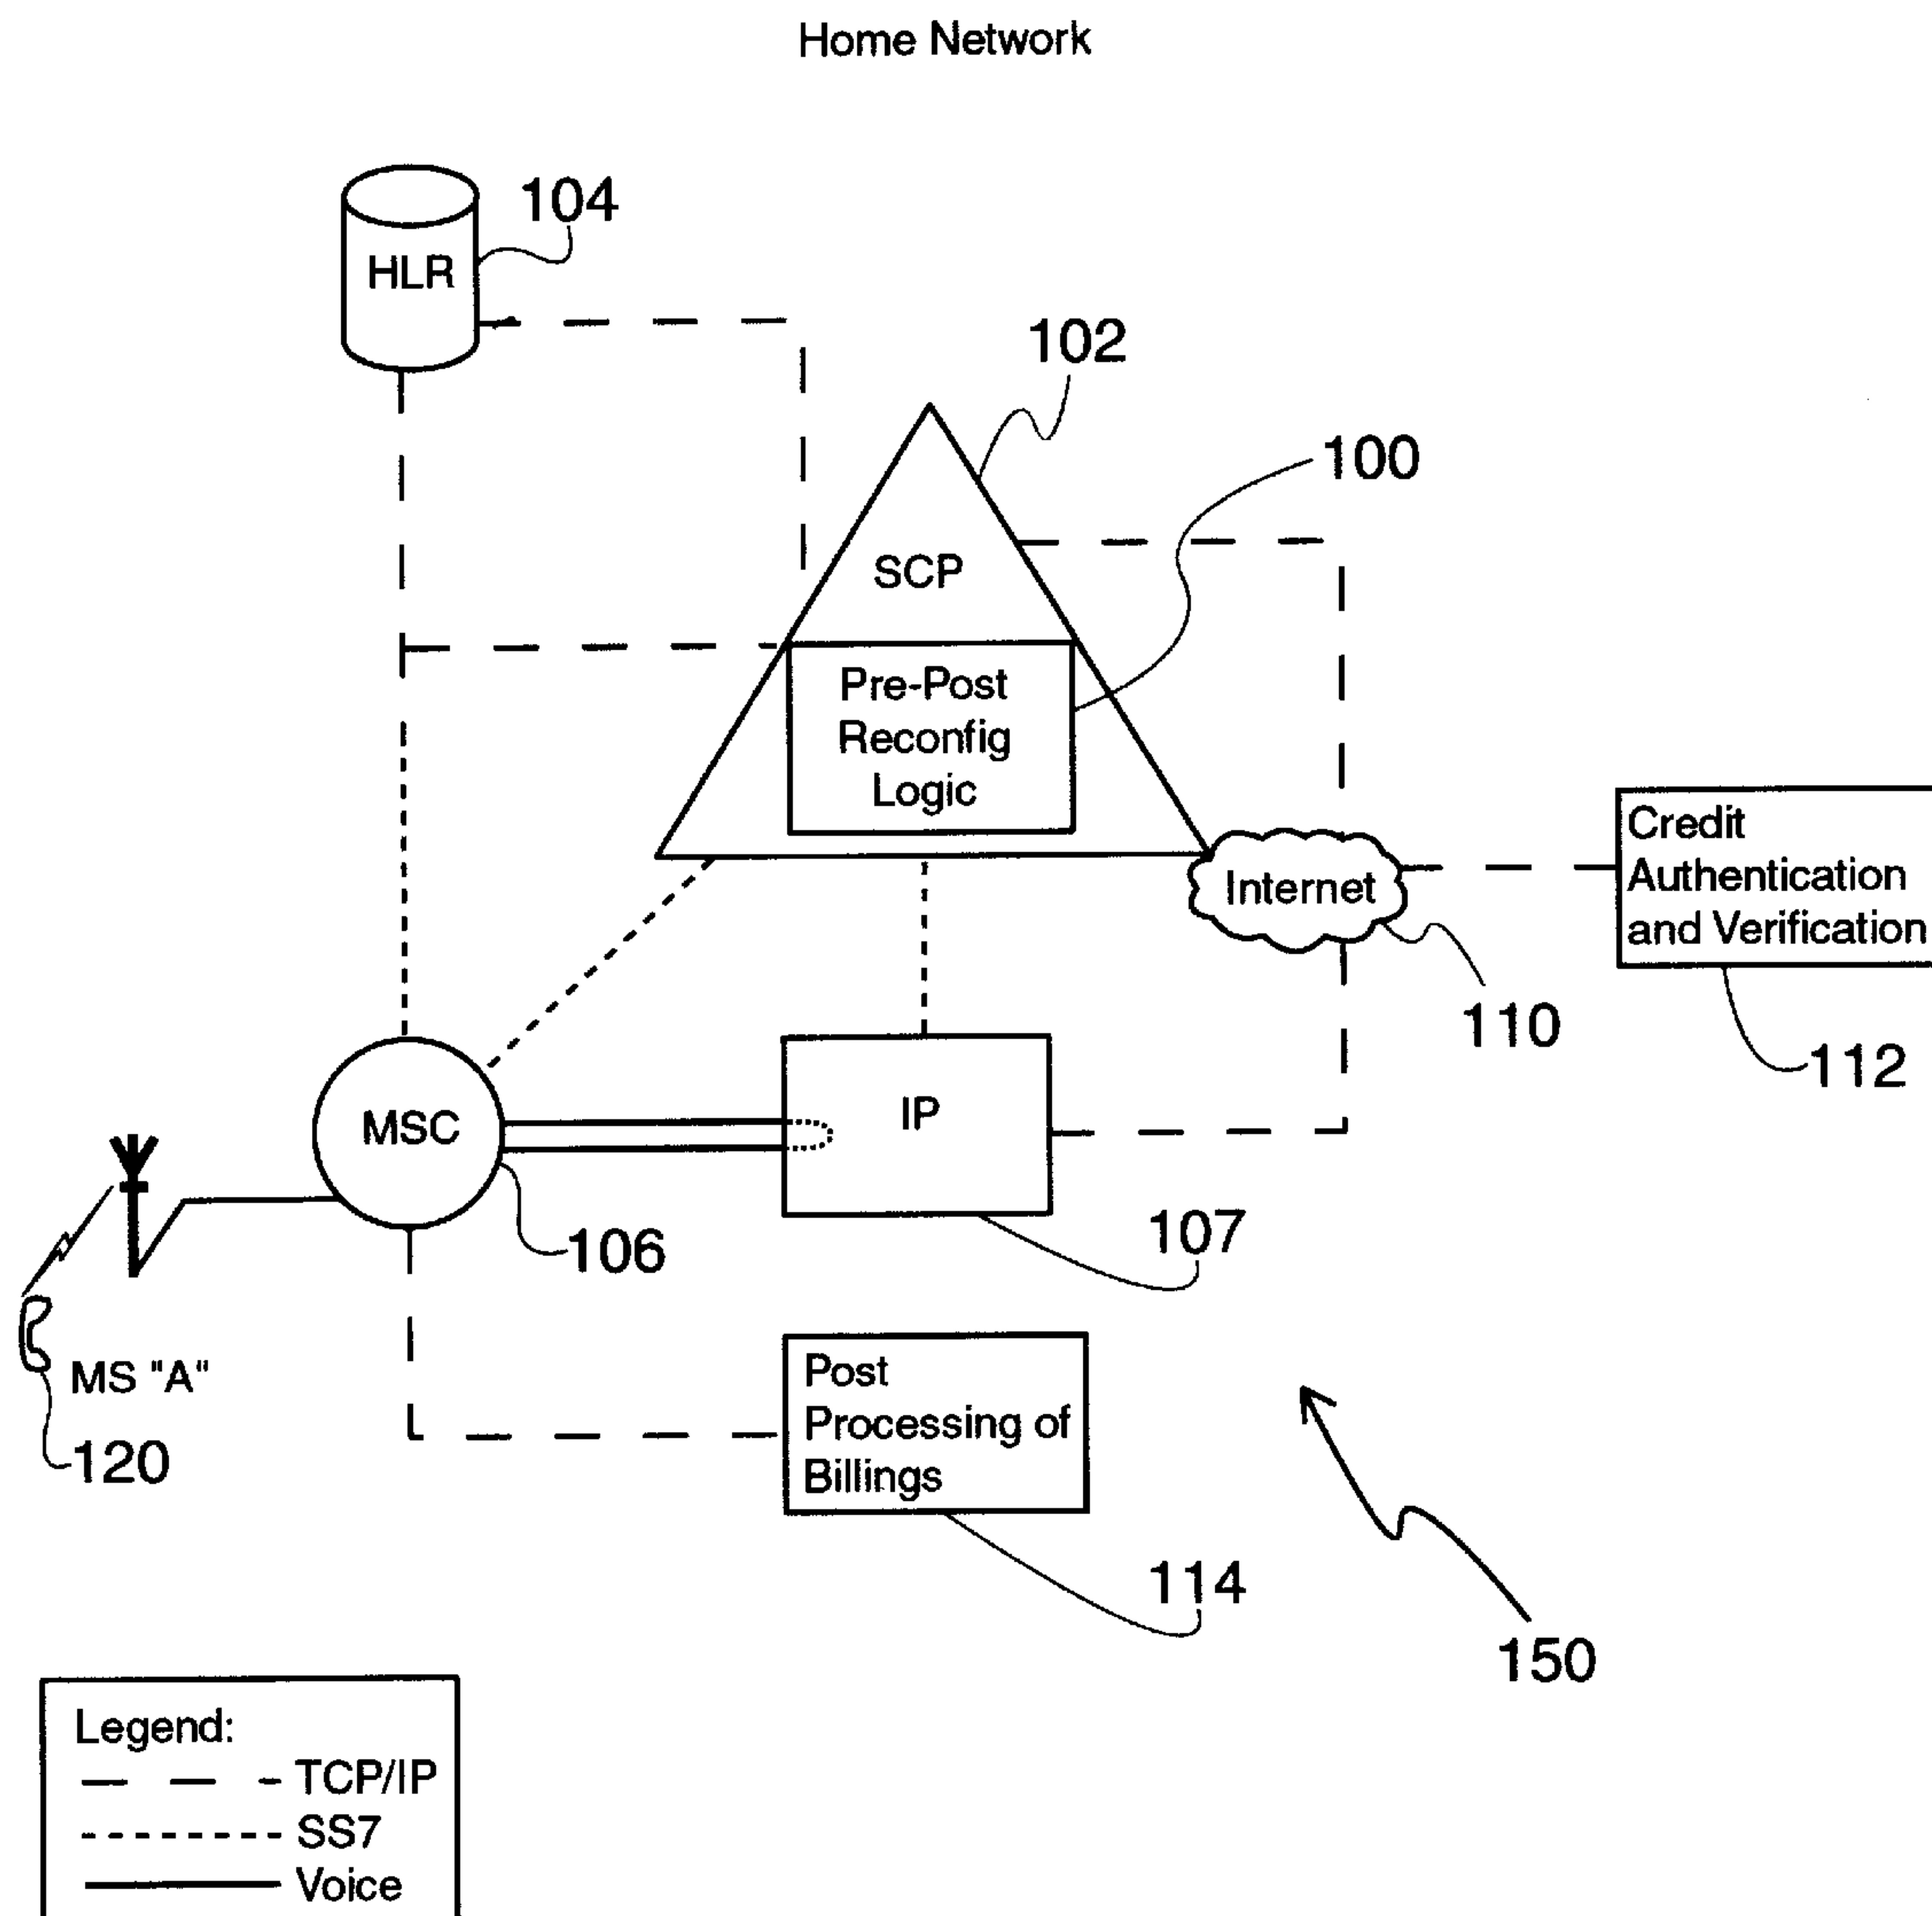 Home Network
104
HLR
102
100
SCP
Pre-Post
Reconfig
Logic
Internet
Credit
Authentication
and Verification
110
112
MSC
IP
106
107
MS "A"
120
Post
Processing of
Billings
114
150
Legend:
TCP/IP
SS7
Voice